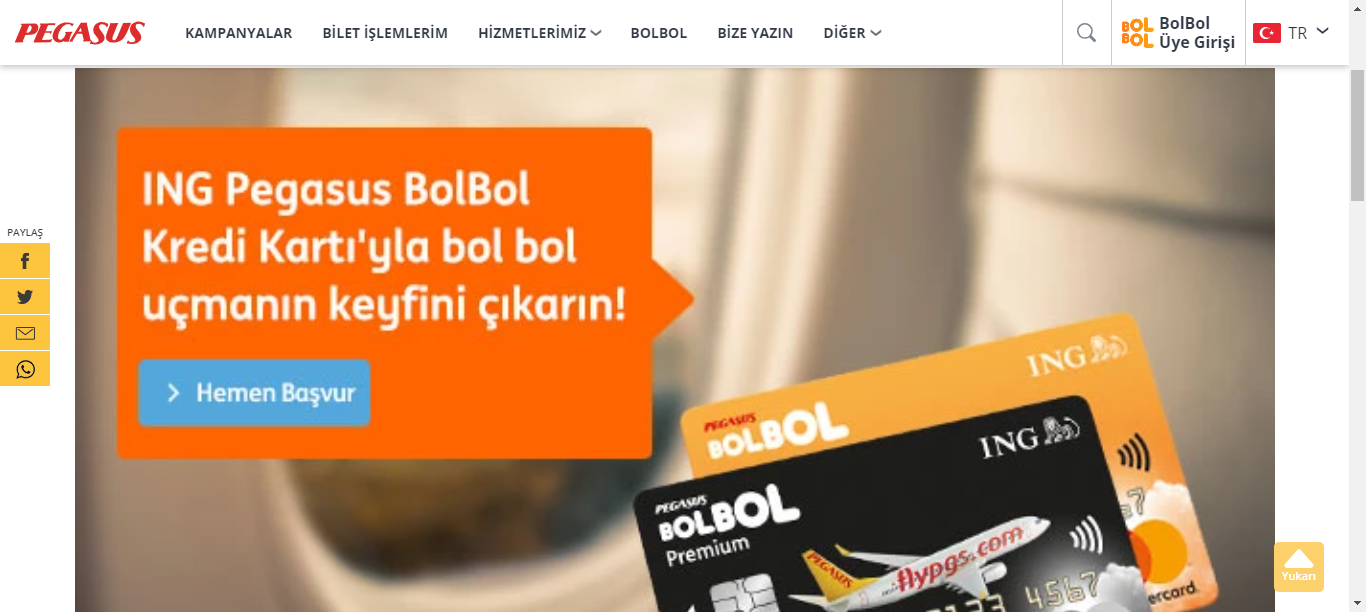 PEGASUS
KAMPANYALAR
BİLET İŞLEMLERİM
HİZMETLERİMİZ
BOLBOL
BİZE YAZIN
DİĞER
BOL
BOL
BolBol
Üye Girişi
TR
PAYLAŞ
ING Pegasus BolBol
Kredi Kartı'yla bol bol
uçmanın keyfini çıkarın!
Hemen Başvur
ING
PEGASUS
BOLBOL
ING
PEGASUS
BOLBOL
Premium
PEGASUS
flypgs.com
4567
ercard
Yukarı